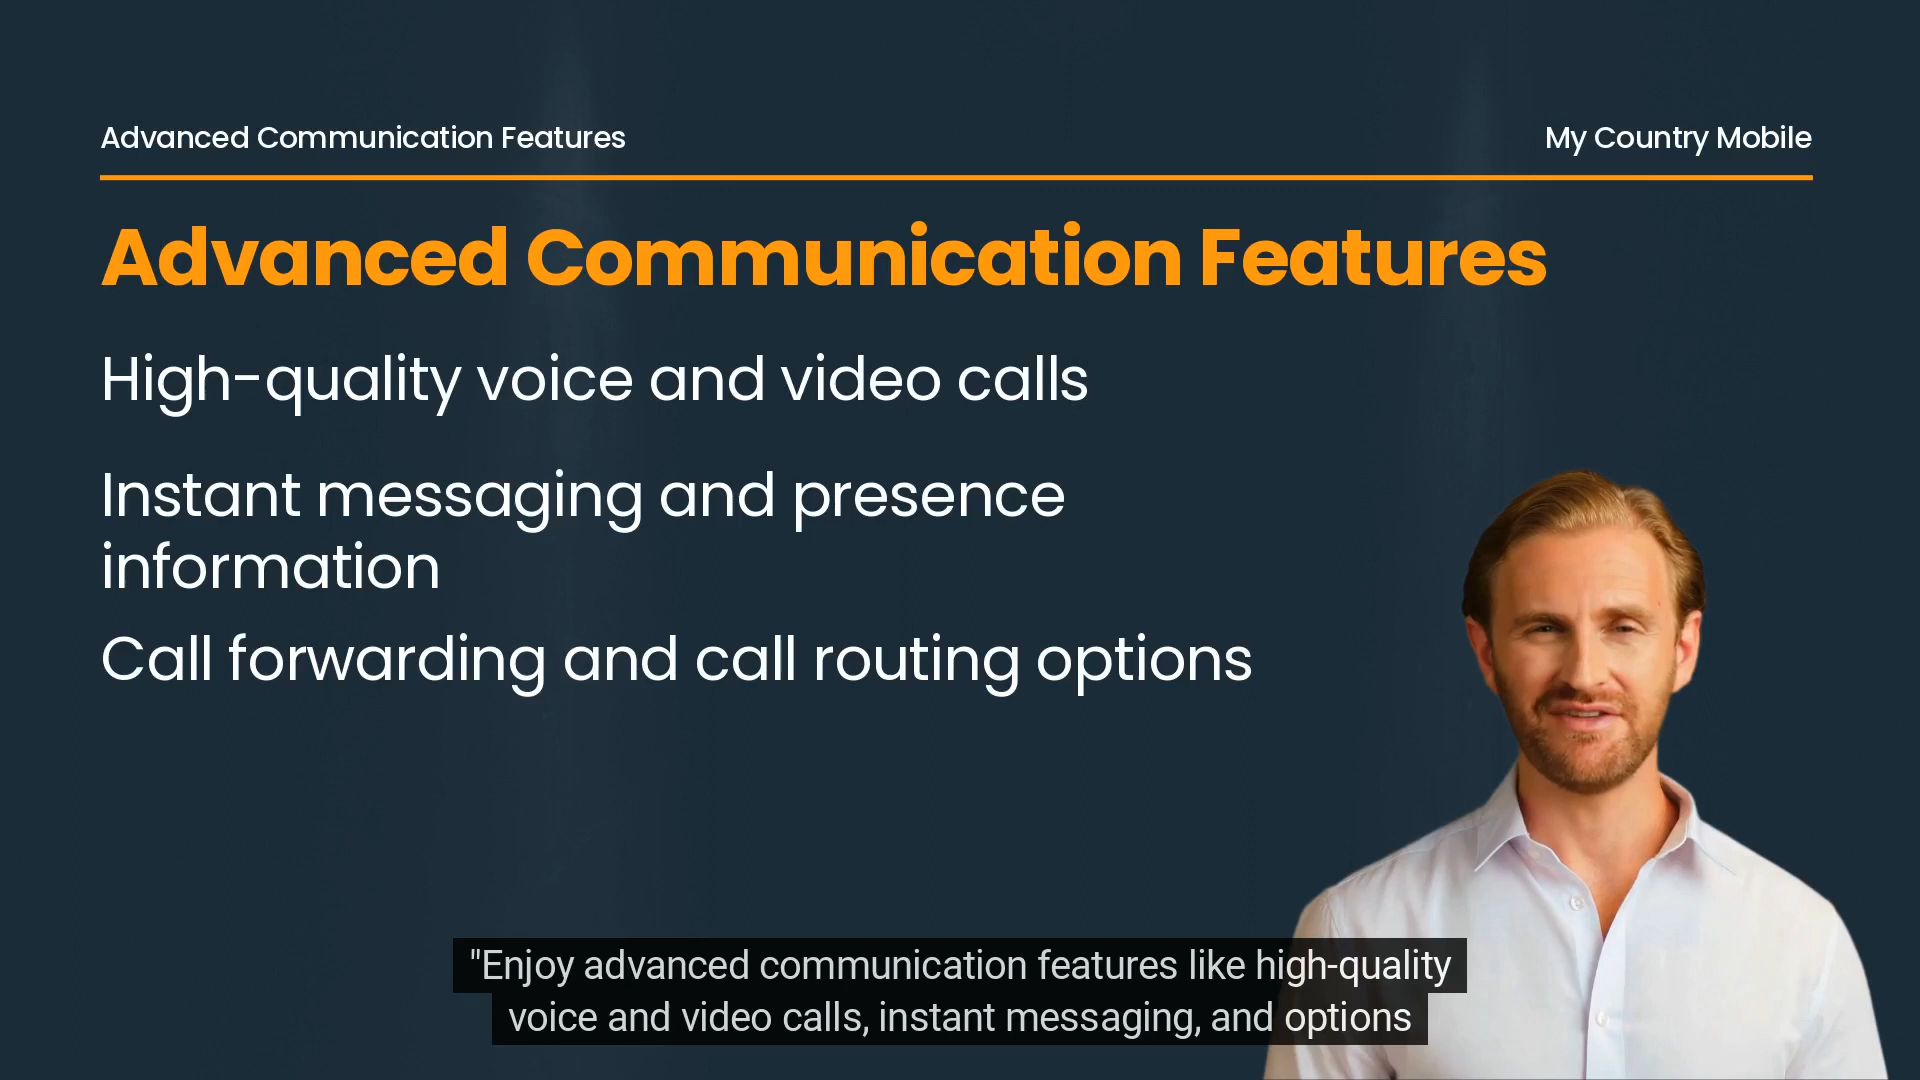 Advanced Communication Features
My Country Mobile
Advanced Communication Features
High-quality voice and video calls
Instant messaging and presence
information
Call forwarding and call routing options
"Enjoy advanced communication features like high-quality
voice and video calls, instant messaging, and options